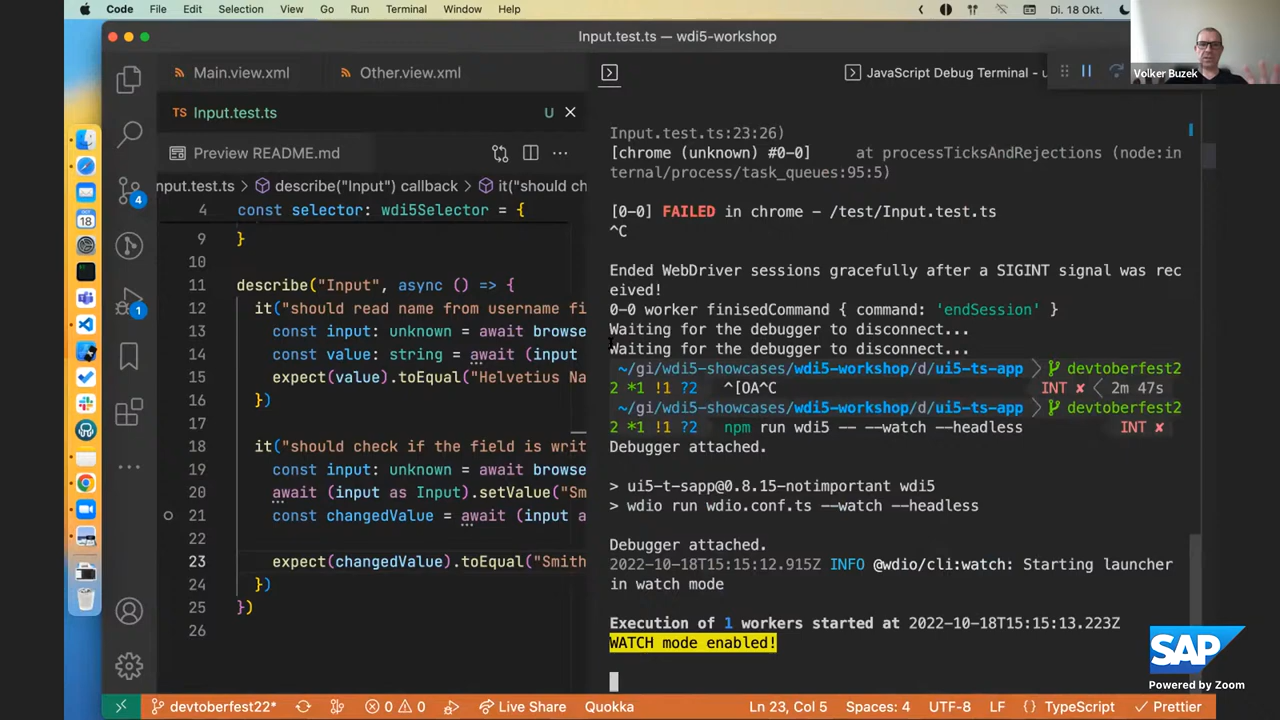 Code File Edit Selection View Go Run Terminal Window Help Di. 18 Okt.
Input.test.ts — wdi5-workshop
Volker Buzek
Main.view.xml Other.view.xml
JavaScript Debug Terminal - u
TS Input.test.ts U
Preview README.md
nput.test.ts > describe("Input") callback > it("should ch
4 const selector: wdi5Selector = {
9 }
10
11 describe("Input", async () => {
12 it("should read name from username fi
13 const input: unknown = await browse
14 const value: string = await (input
15 expect(value).toEqual("Helvetius Na
16 })
17
18 it("should check if the field is writ
19 const input: unknown = await browse
20 await (input as Input).setValue("Sm
21 const changedValue = await (input a
22
23 expect(changedValue).toEqual("Smith
24 })
25 })
26
Input.test.ts:23:26)
[chrome (unknown) #0-0] at processTicksAndRejections (node:in
ternal/process/task_queues:95:5)
[0-0] FAILED in chrome - /test/Input.test.ts
^C
Ended WebDriver sessions gracefully after a SIGINT signal was rec
eived!
0-0 worker finisedCommand { command: 'endSession' }
Waiting for the debugger to disconnect...
Waiting for the debugger to disconnect...
~/gi/wdi5-showcases/wdi5-workshop/d/ui5-ts-app devtoberfest2
2 *1 !1 ?2 ^[OA^C INT ✘ 2m 47s
~/gi/wdi5-showcases/wdi5-workshop/d/ui5-ts-app devtoberfest2
2 *1 !1 ?2 npm run wdi5 -- --watch --headless INT ✘
Debugger attached.
> ui5-t-sapp@0.8.15-notimportant wdi5
> wdio run wdio.conf.ts --watch --headless
Debugger attached.
2022-10-18T15:15:12.915Z INFO @wdio/cli:watch: Starting launcher
in watch mode
Execution of 1 workers started at 2022-10-18T15:15:13.223Z
WATCH mode enabled!
4
18
1
SAP
Powered by Zoom
devtoberfest22* 0 0 Live Share Quokka Ln 23, Col 5 Spaces: 4 UTF-8 LF {} TypeScript Prettier